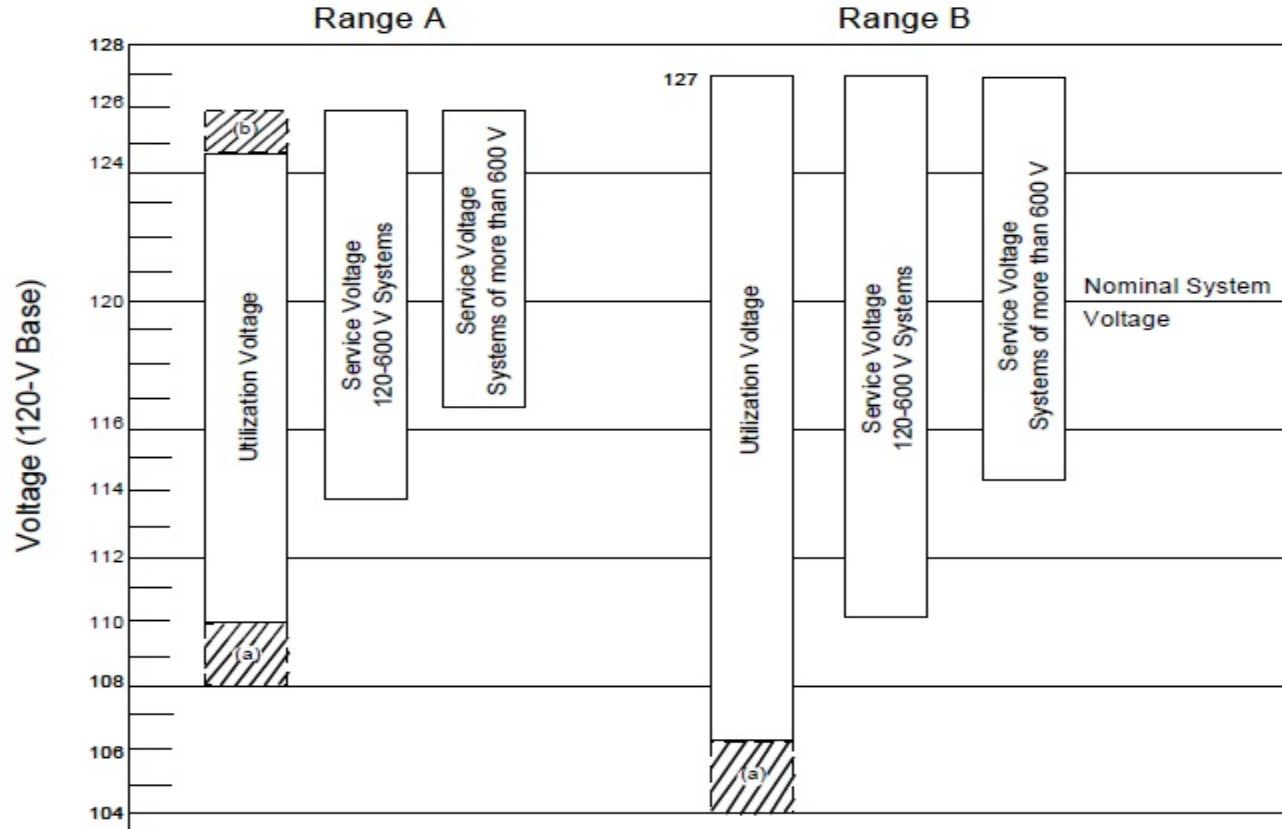 Range A
Range B
128
127
126
124
120
116
114
112
110
108
106
104
Voltage (120-V Base)
(b)
Utilization Voltage
(a)
Service Voltage
120-600 V Systems
Service Voltage
Systems of more than 600 V
Utilization Voltage
(a)
Service Voltage
120-600 V Systems
Service Voltage
Systems of more than 600 V
Nominal System
Voltage